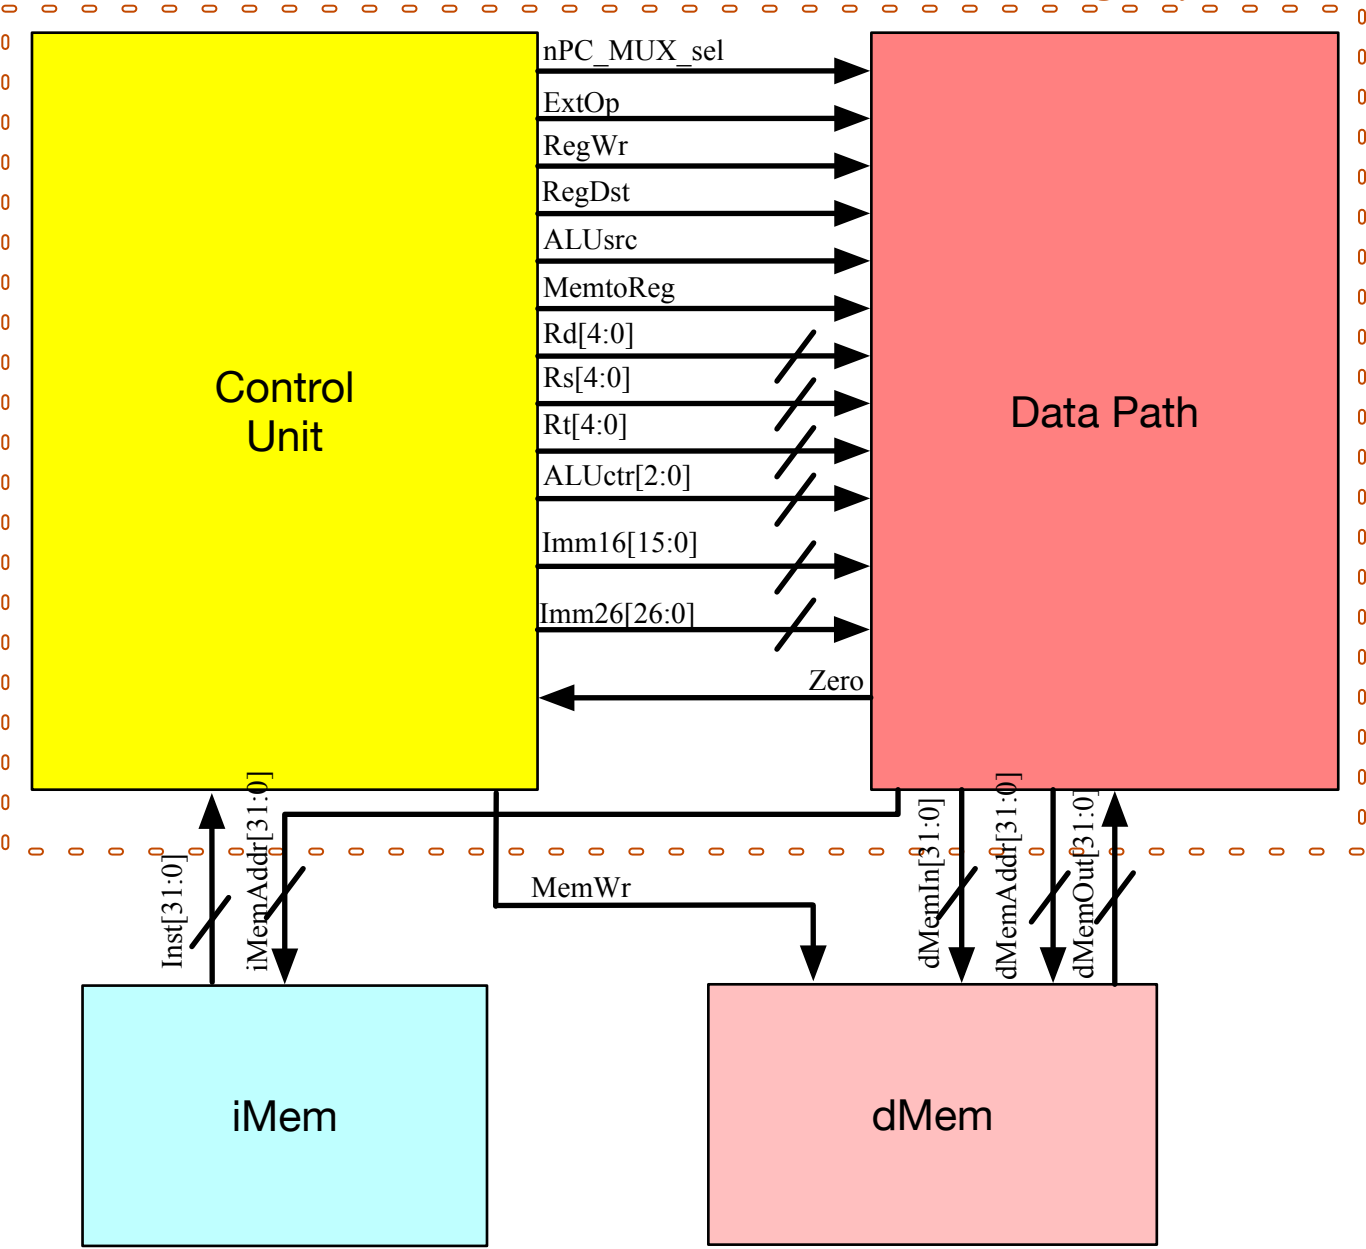 nPC_MUX_sel
ExtOp
RegWr
RegDst
ALUsrc
MemtoReg
Rd[4:0]
Rs[4:0]
Rt[4:0]
ALUctr[2:0]
Imm16[15:0]
Imm26[26:0]
Zero
Control
Unit
Data Path
Inst[31:0]
iMemAddr[31:0]
MemWr
dMemIn[31:0]
dMemAddr[31:0]
dMemOut[31:0]
iMem
dMem